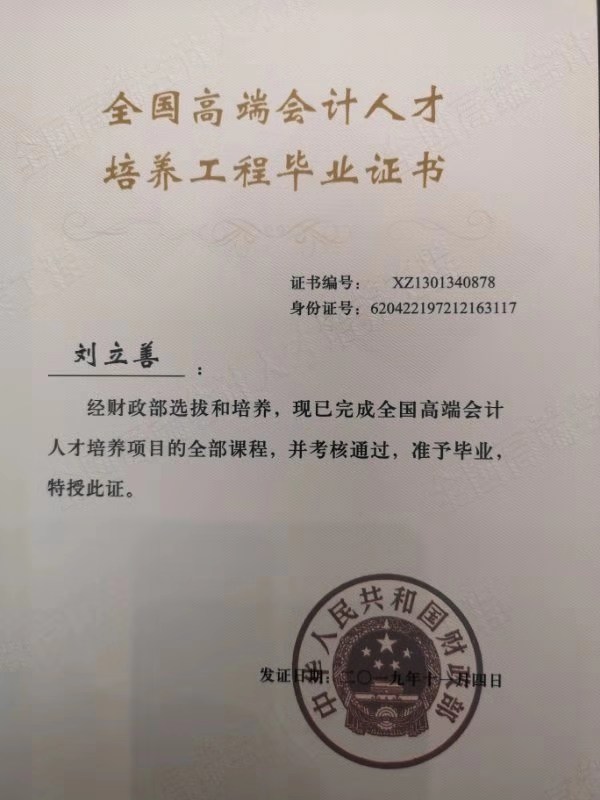 全国高端会计人才
培养工程毕业证书
证书编号： XZ1301340878
身份证号：620422197212163117
刘立善：
经财政部选拔和培养，现已完成全国高端会计
人才培养项目的全部课程，并考核通过，准予毕业，
特授此证。
中华人民共和国财政部
发证日期：二〇一九年十一月四日